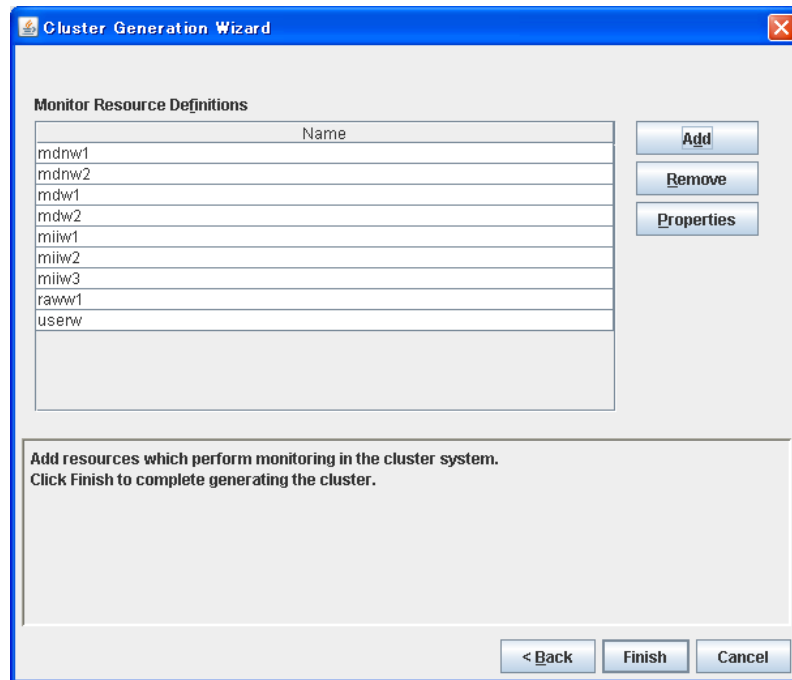 Cluster Generation Wizard
Monitor Resource Definitions
Name
mdnw1
mdnw2
mdw1
mdw2
miiw1
miiw2
miiw3
raww1
userw
Add
Remove
Properties
Add resources which perform monitoring in the cluster system.
Click Finish to complete generating the cluster.
< Back
Finish
Cancel